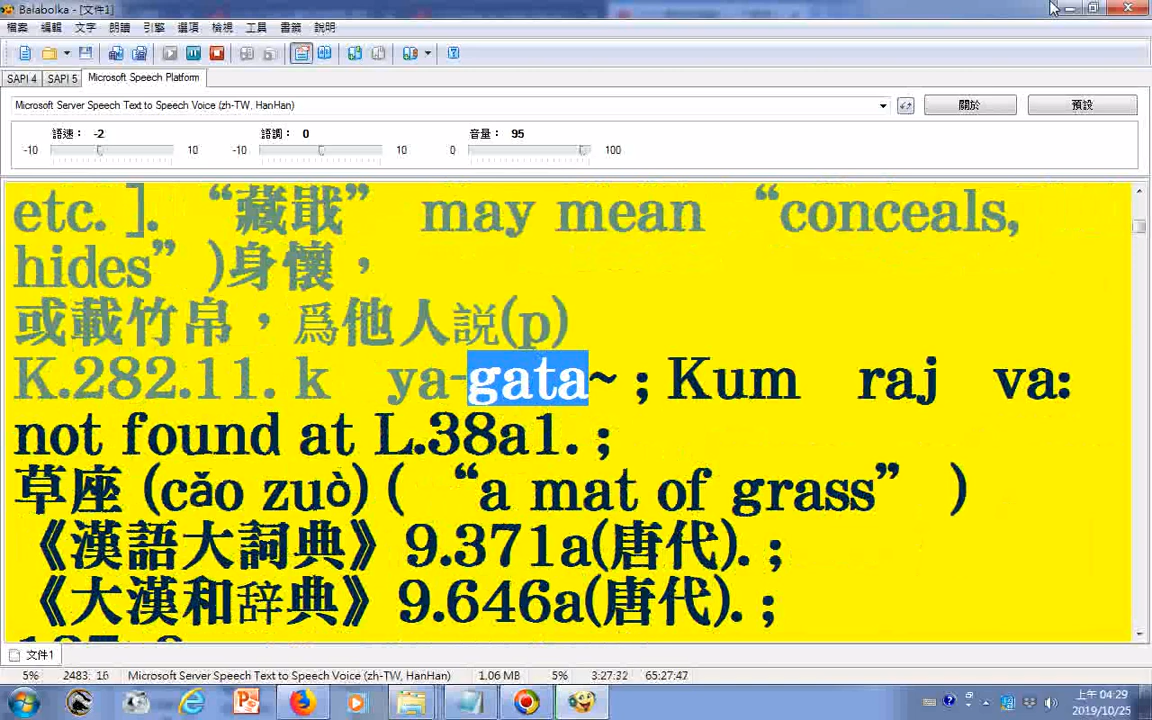 Balabolka - [文件1]
檔案 編輯 文字 朗讀 引擎 選項 檢視 工具 書籤 說明
SAPI 4 SAPI 5 Microsoft Speech Platform
Microsoft Server Speech Text to Speech Voice (zh-TW, HanHan) 關於 預設
語速： -2 語調： 0 音量： 95
-10 10 -10 10 0 100
etc. ]. “藏戢” may mean “conceals,
hides” )身懷，
或載竹帛，爲他人説(p)
K.282.11. k ya-gata~ ; Kum raj va:
not found at L.38a1. ;
草座 (cǎo zuò) ( “a mat of grass” )
《漢語大詞典》 9.371a(唐代). ;
《大漢和辞典》 9.646a(唐代). ;
文件1
5% 2483: 16 Microsoft Server Speech Text to Speech Voice (zh-TW, HanHan) 1.06 MB 5% 3:27:32 65:27:47
上午 04:29
2019/10/25